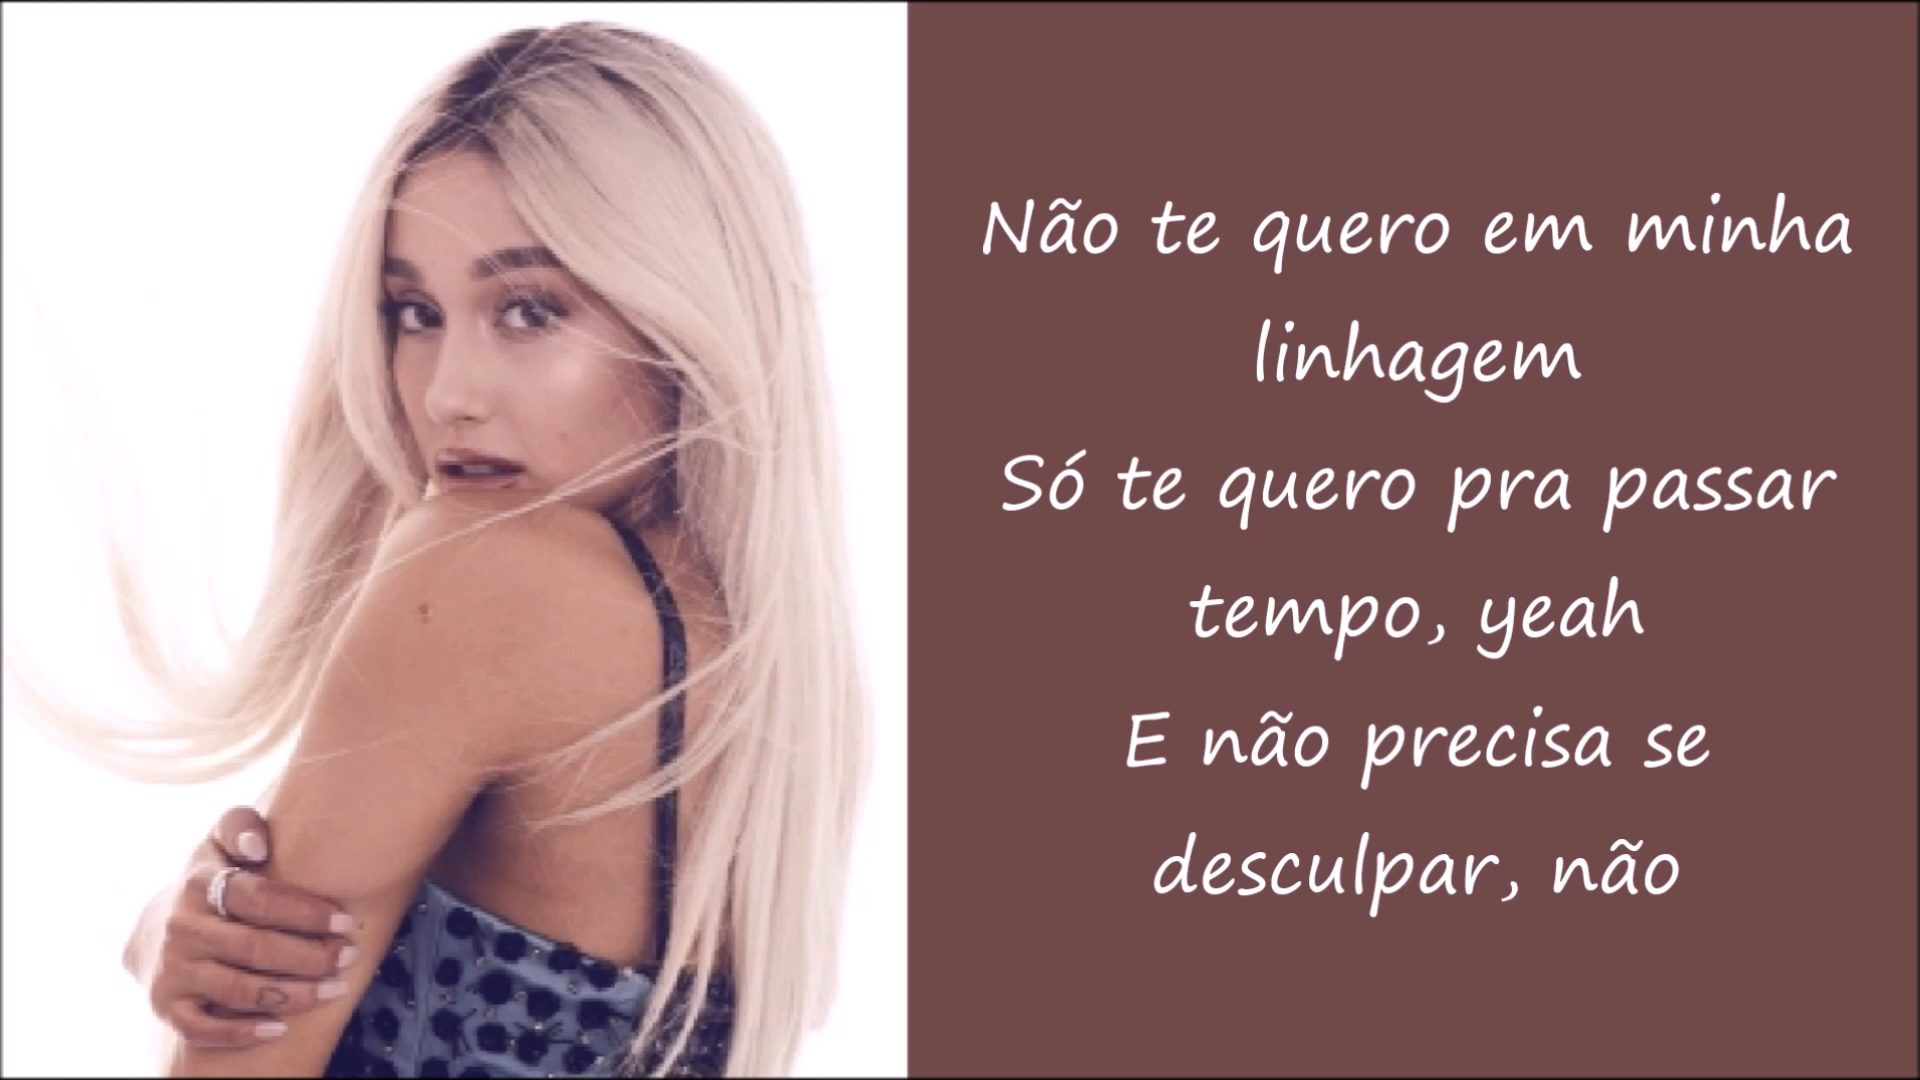 Não te quero em minha
linhagem
Só te quero pra passar
tempo, yeah
E não precisa se
desculpar, não